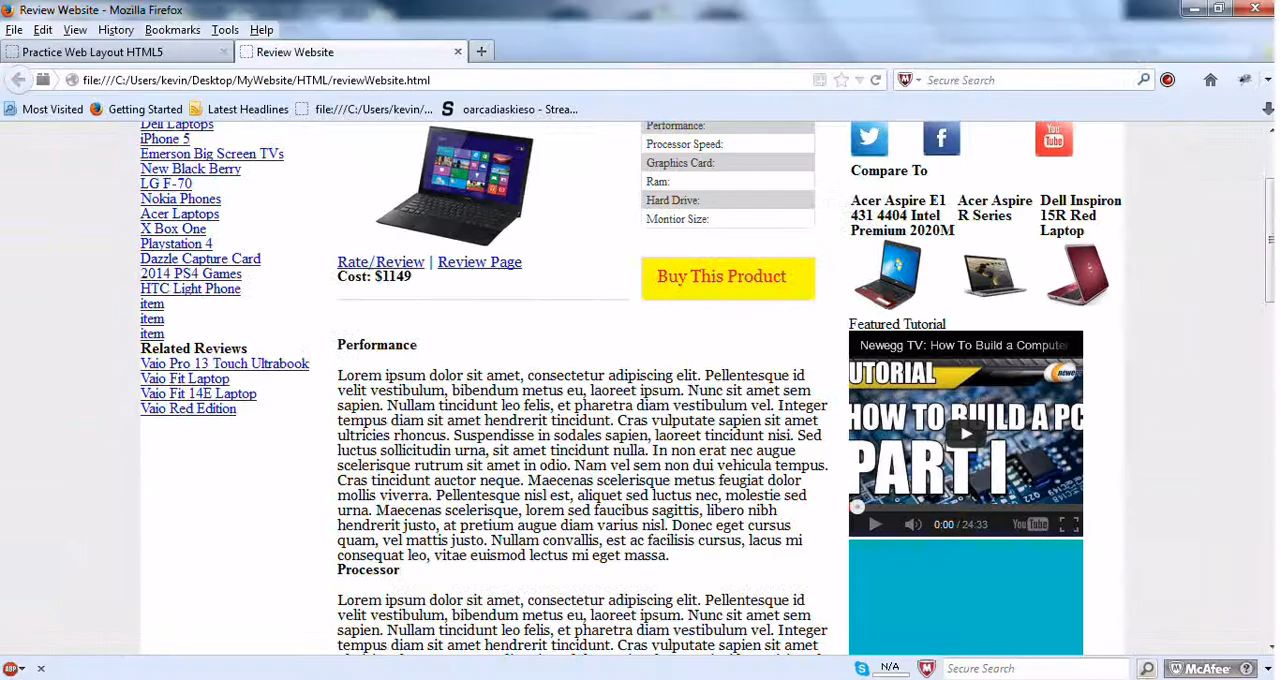 Review Website - Mozilla Firefox
File Edit View History Bookmarks Tools Help
Practice Web Layout HTML5
Review Website
file:///C:/Users/kevin/Desktop/MyWebsite/HTML/reviewWebsite.html
Secure Search
Most Visited
Getting Started
Latest Headlines
file:///C:/Users/kevin/...
oarcadiaskieso - Strea...
Dell Laptops
iPhone 5
Emerson Big Screen TVs
New Black Berry
LG F-70
Nokia Phones
Acer Laptops
X Box One
Playstation 4
Dazzle Capture Card
2014 PS4 Games
HTC Light Phone
item
item
item
Related Reviews
Vaio Pro 13 Touch Ultrabook
Vaio Fit Laptop
Vaio Fit 14E Laptop
Vaio Red Edition
Rate/Review | Review Page
Cost: $1149
Performance:
Processor Speed:
Graphics Card:
Ram:
Hard Drive:
Montior Size:
Buy This Product
Performance
Lorem ipsum dolor sit amet, consectetur adipiscing elit. Pellentesque id
velit vestibulum, bibendum metus eu, laoreet ipsum. Nunc sit amet sem
sapien. Nullam tincidunt leo felis, et pharetra diam vestibulum vel. Integer
tempus diam sit amet hendrerit tincidunt. Cras vulputate sapien sit amet
ultricies rhoncus. Suspendisse in sodales sapien, laoreet tincidunt nisi. Sed
luctus sollicitudin urna, sit amet tincidunt nulla. In non erat nec augue
scelerisque rutrum sit amet in odio. Nam vel sem non dui vehicula tempus.
Cras tincidunt auctor neque. Maecenas scelerisque metus feugiat dolor
mollis viverra. Pellentesque nisl est, aliquet sed luctus nec, molestie sed
urna. Maecenas scelerisque, lorem sed faucibus sagittis, libero nibh
hendrerit justo, at pretium augue diam varius nisl. Donec eget cursus
quam, vel mattis justo. Nullam convallis, est ac facilisis cursus, lacus mi
consequat leo, vitae euismod lectus mi eget massa.
Processor
Lorem ipsum dolor sit amet, consectetur adipiscing elit. Pellentesque id
velit vestibulum, bibendum metus eu, laoreet ipsum. Nunc sit amet sem
sapien. Nullam tincidunt leo felis, et pharetra diam vestibulum vel. Integer
tempus diam sit amet hendrerit tincidunt. Cras vulputate sapien sit amet
You
Tube
Compare To
Acer Aspire E1
431 4404 Intel
Premium 2020M
Acer Aspire
R Series
Dell Inspiron
15R Red
Laptop
Featured Tutorial
Newegg TV: How To Build a Compute
UTORIAL
newe
HOW TO BUILD A PC
PART I
0:00 / 24:33
YouTube
ABP
N/A
Secure Search
McAfee